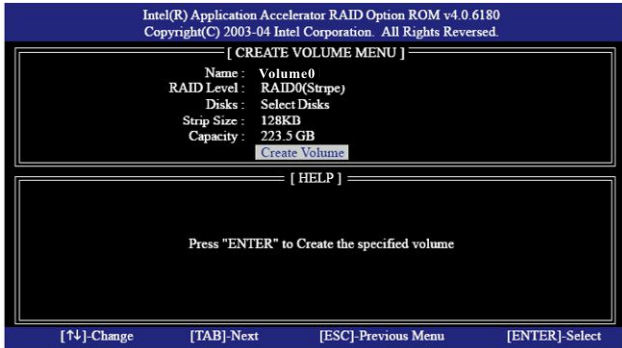 Intel(R) Application Accelerator RAID Option ROM v4.0.6180
Copyright(C) 2003-04 Intel Corporation. All Rights Reversed.
[ CREATE VOLUME MENU ]
Name : Volume0
RAID Level : RAID0(Stripe)
Disks : Select Disks
Strip Size : 128KB
Capacity : 223.5 GB
Create Volume
[ HELP ]
Press "ENTER" to Create the specified volume
[↑↓]-Change [TAB]-Next [ESC]-Previous Menu [ENTER]-Select